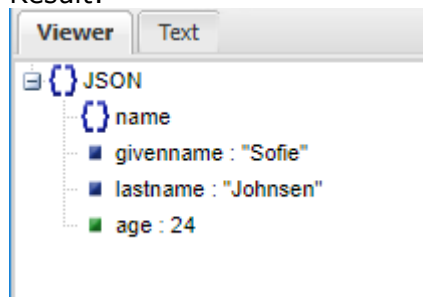 Result:
Viewer Text
{} JSON
{} name
givenname : "Sofie"
lastname : "Johnsen"
age : 24